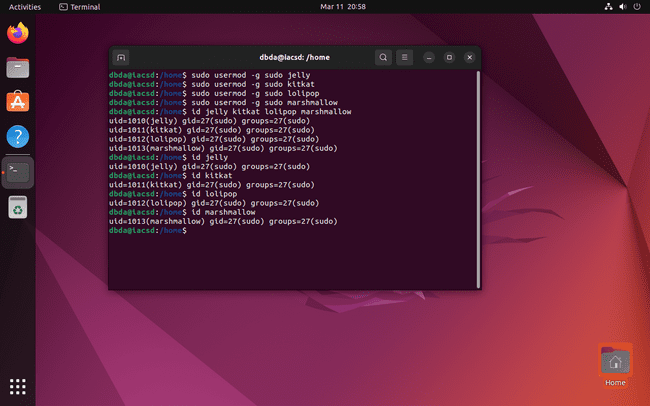 Activities
Terminal
Mar 11 20:58
dbda@iacsd: /home
dbda@iacsd:/home$ sudo usermod -g sudo jelly
dbda@iacsd:/home$ sudo usermod -g sudo kitkat
dbda@iacsd:/home$ sudo usermod -g sudo lolipop
dbda@iacsd:/home$ sudo usermod -g sudo marshmallow
dbda@iacsd:/home$ id jelly kitkat lolipop marshmallow
uid=1010(jelly) gid=27(sudo) groups=27(sudo)
uid=1011(kitkat) gid=27(sudo) groups=27(sudo)
uid=1012(lolipop) gid=27(sudo) groups=27(sudo)
uid=1013(marshmallow) gid=27(sudo) groups=27(sudo)
dbda@iacsd:/home$ id jelly
uid=1010(jelly) gid=27(sudo) groups=27(sudo)
dbda@iacsd:/home$ id kitkat
uid=1011(kitkat) gid=27(sudo) groups=27(sudo)
dbda@iacsd:/home$ id lolipop
uid=1012(lolipop) gid=27(sudo) groups=27(sudo)
dbda@iacsd:/home$ id marshmallow
uid=1013(marshmallow) gid=27(sudo) groups=27(sudo)
dbda@iacsd:/home$
Home